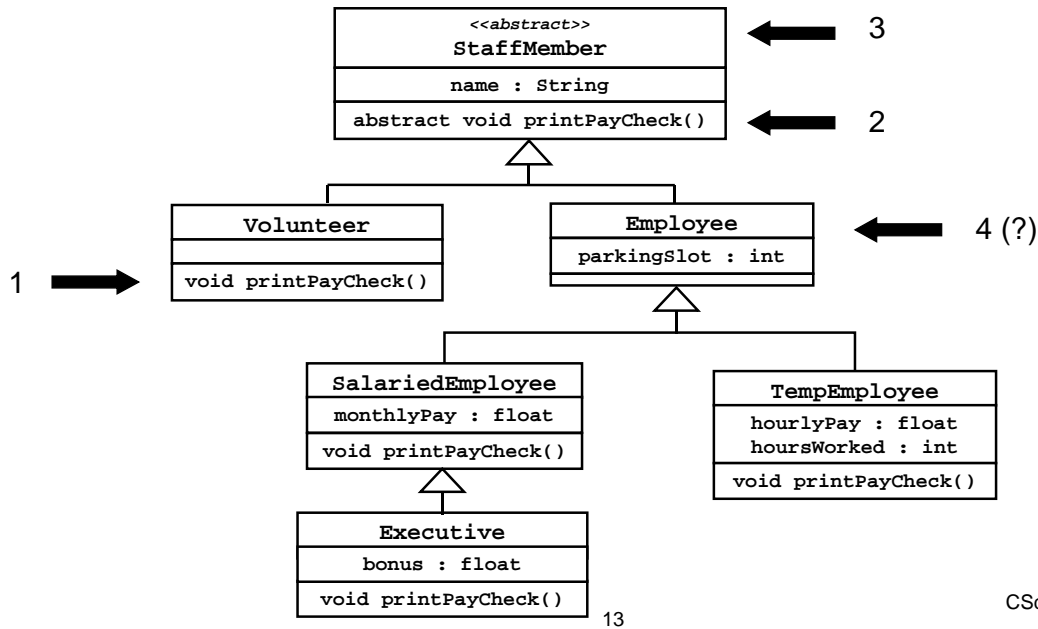 <<abstract>>
StaffMember
3
name : String
abstract void printPayCheck()
2
Volunteer
void printPayCheck()
1
Employee
parkingSlot : int
4 (?)
SalariedEmployee
monthlyPay : float
void printPayCheck()
TempEmployee
hourlyPay : float
hoursWorked : int
void printPayCheck()
Executive
bonus : float
void printPayCheck()
13